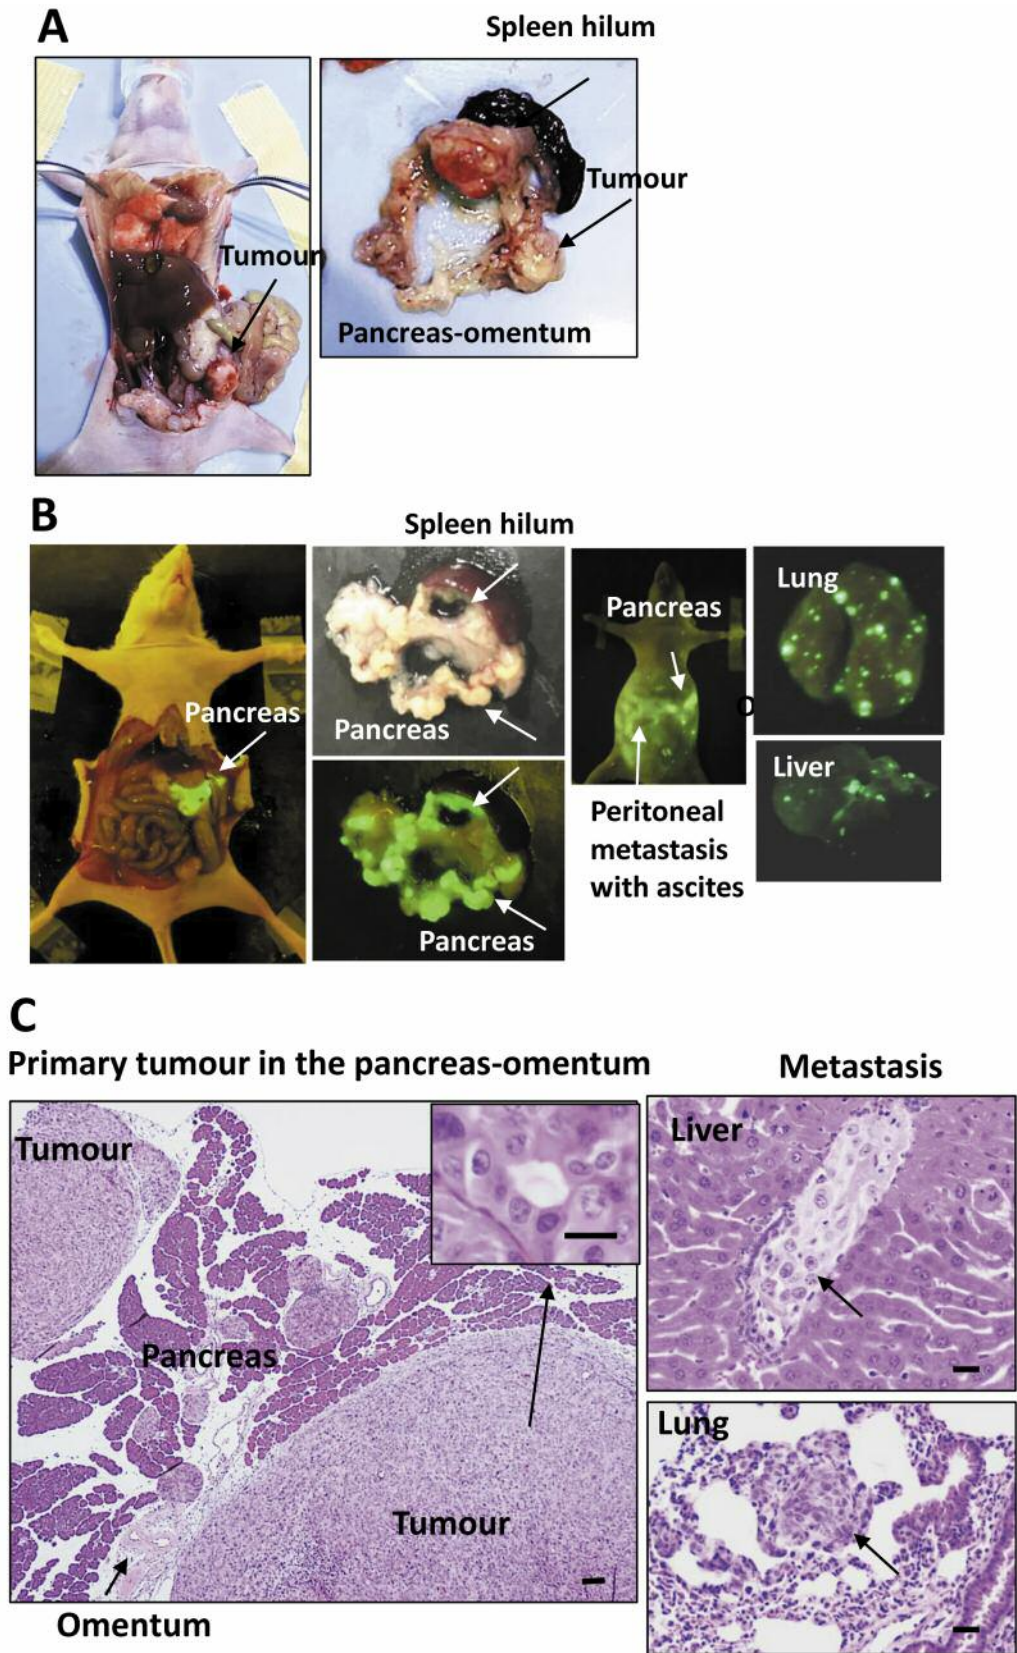 A
Spleen hilum
Tumour
Tumour
Pancreas-omentum
B
Spleen hilum
Pancreas
Pancreas
Pancreas
Pancreas
Peritoneal
metastasis
with ascites
O
Lung
Liver
C
Primary tumour in the pancreas-omentum
Metastasis
Tumour
Pancreas
Tumour
Omentum
Liver
Lung